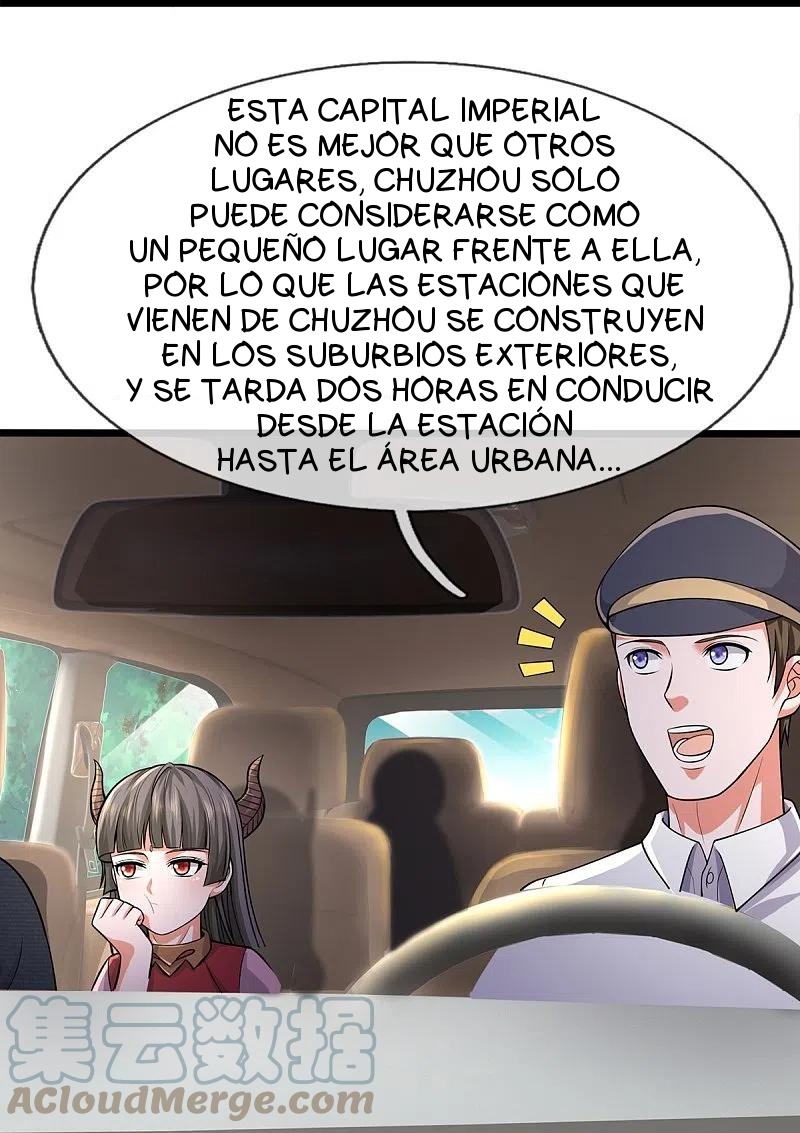 ESTA CAPITAL IMPERIAL
NO ES MEJOR QUE OTROS
LUGARES, CHUZHOU SOLO
PUEDE CONSIDERARSE COMO
UN PEQUEÑO LUGAR FRENTE A ELLA,
POR LO QUE LAS ESTACIONES QUE
VIENEN DE CHUZHOU SE CONSTRUYEN
EN LOS SUBURBIOS EXTERIORES,
Y SE TARDA DOS HORAS EN CONDUCIR
DESDE LA ESTACIÓN
HASTA EL ÁREA URBANA...
集云数据
ACloudMerge.com